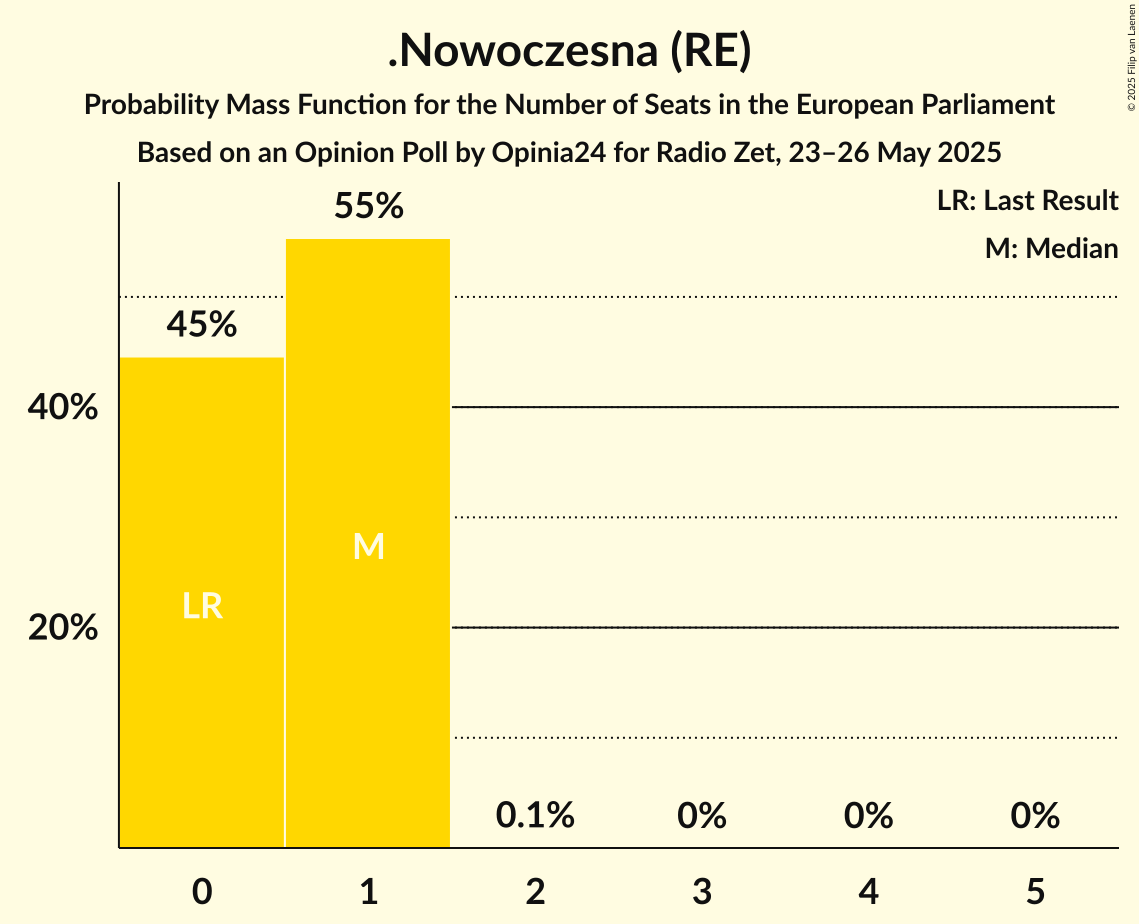 .Nowoczesna (RE)
Probability Mass Function for the Number of Seats in the European Parliament
Based on an Opinion Poll by Opinia24 for Radio Zet, 23–26 May 2025
© 2025 Filip van Laenen
LR: Last Result
M: Median
55%
45%
40%
20%
LR
M
0.1%
0%
0%
0%
0
1
2
3
4
5